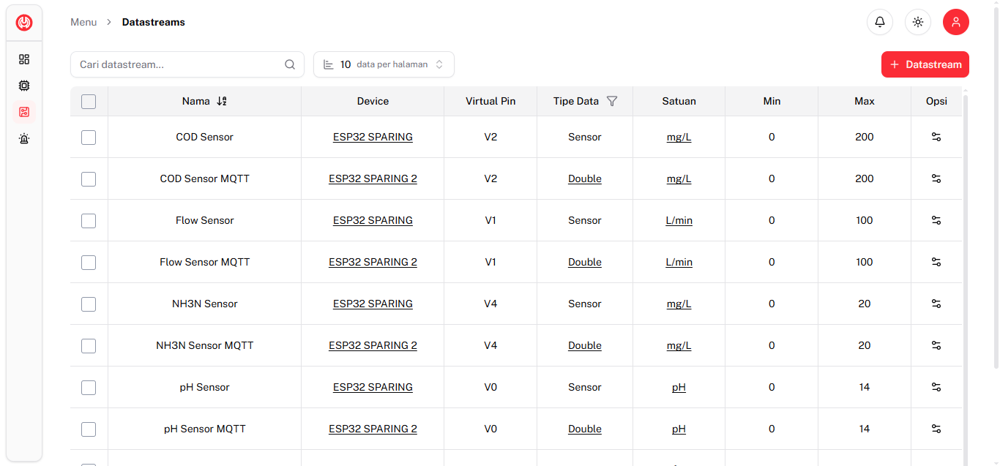 Menu > Datastreams
Cari datastream...
10 data per halaman
+ Datastream
Nama Device Virtual Pin Tipe Data Satuan Min Max Opsi
COD Sensor ESP32 SPARING V2 Sensor mg/L 0 200
COD Sensor MQTT ESP32 SPARING 2 V2 Double mg/L 0 200
Flow Sensor ESP32 SPARING V1 Sensor L/min 0 100
Flow Sensor MQTT ESP32 SPARING 2 V1 Double L/min 0 100
NH3N Sensor ESP32 SPARING V4 Sensor mg/L 0 20
NH3N Sensor MQTT ESP32 SPARING 2 V4 Double mg/L 0 20
pH Sensor ESP32 SPARING V0 Sensor pH 0 14
pH Sensor MQTT ESP32 SPARING 2 V0 Double pH 0 14